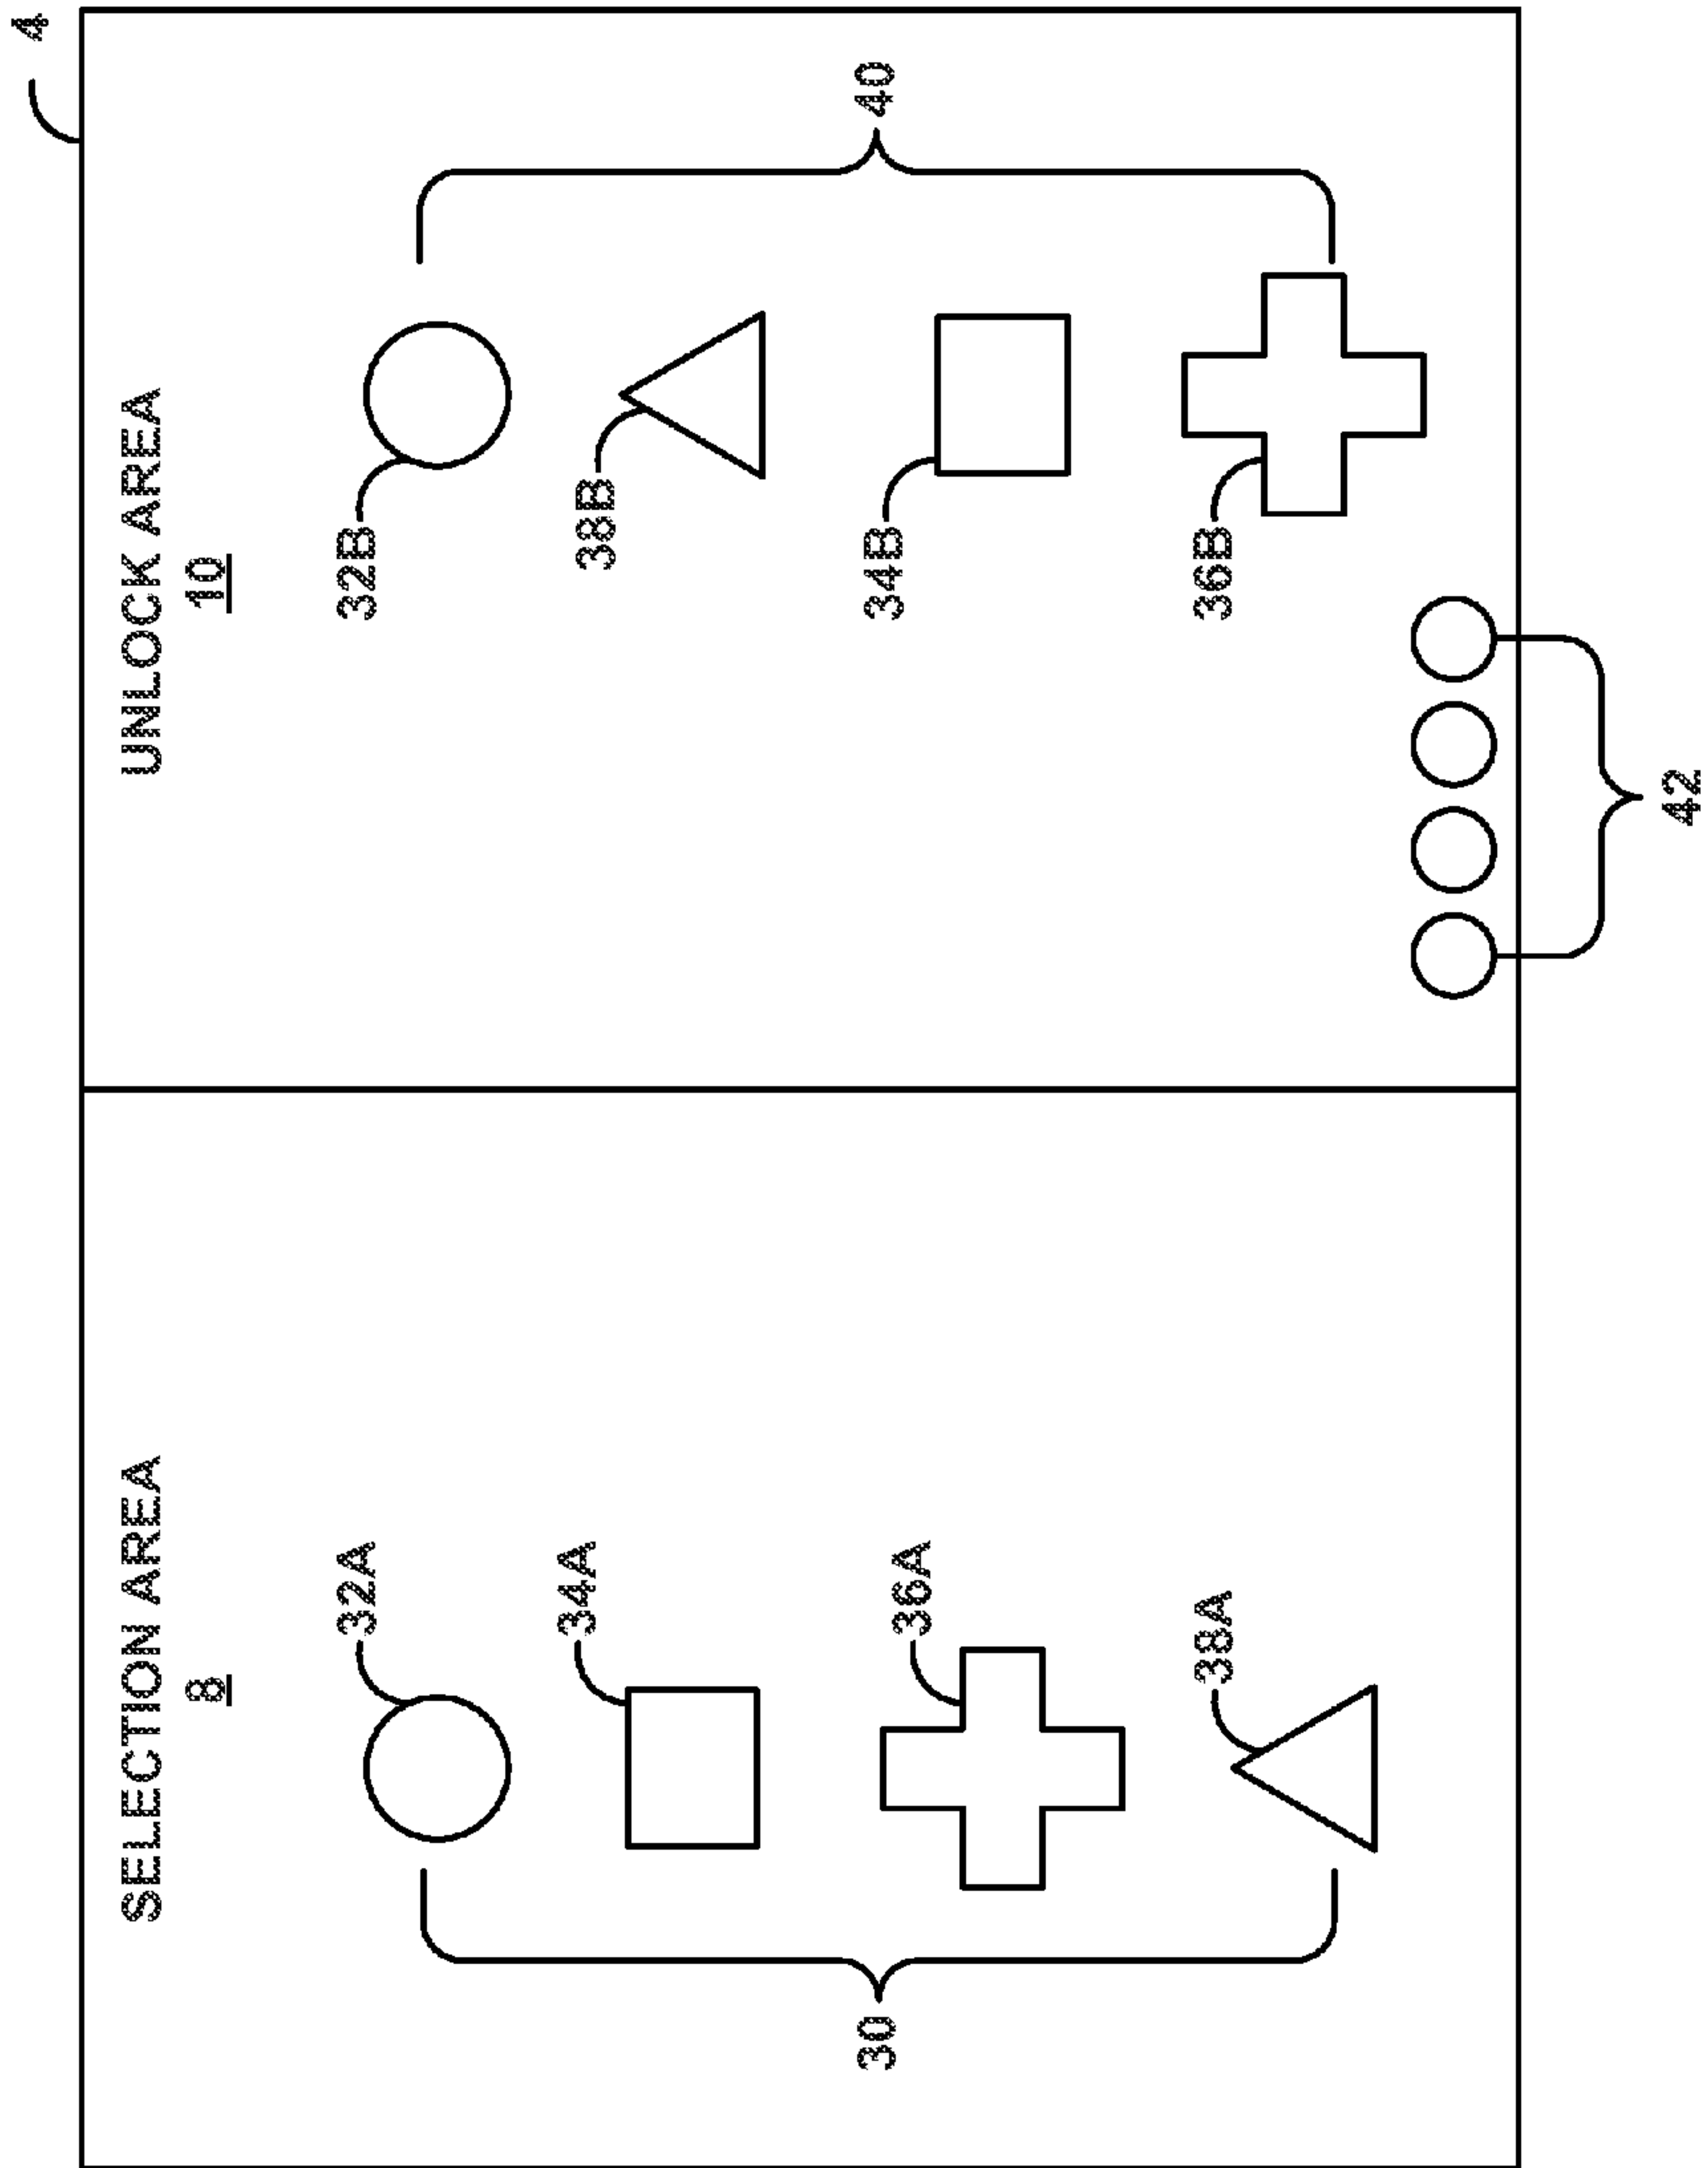 4
SELECTION AREA
8
UNLOCK AREA
10
32A
34A
36A
38A
30
32B
38B
34B
36B
40
42